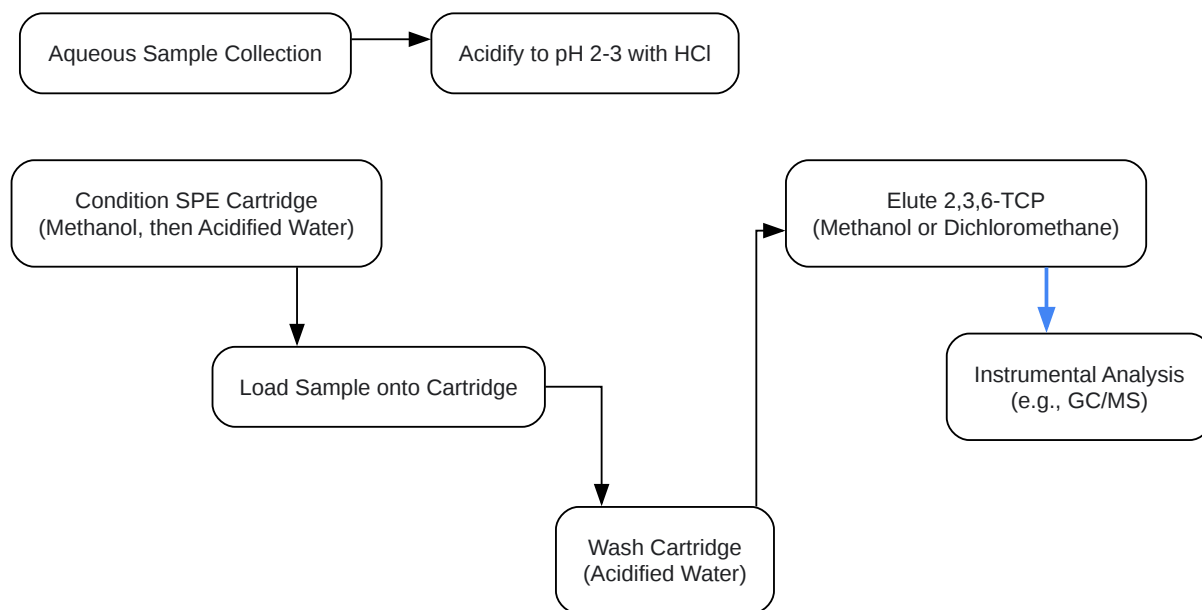 Aqueous Sample Collection
Acidify to pH 2-3 with HCl
Condition SPE Cartridge
(Methanol, then Acidified Water)
Load Sample onto Cartridge
Wash Cartridge
(Acidified Water)
Elute 2,3,6-TCP
(Methanol or Dichloromethane)
Instrumental Analysis
(e.g., GC/MS)